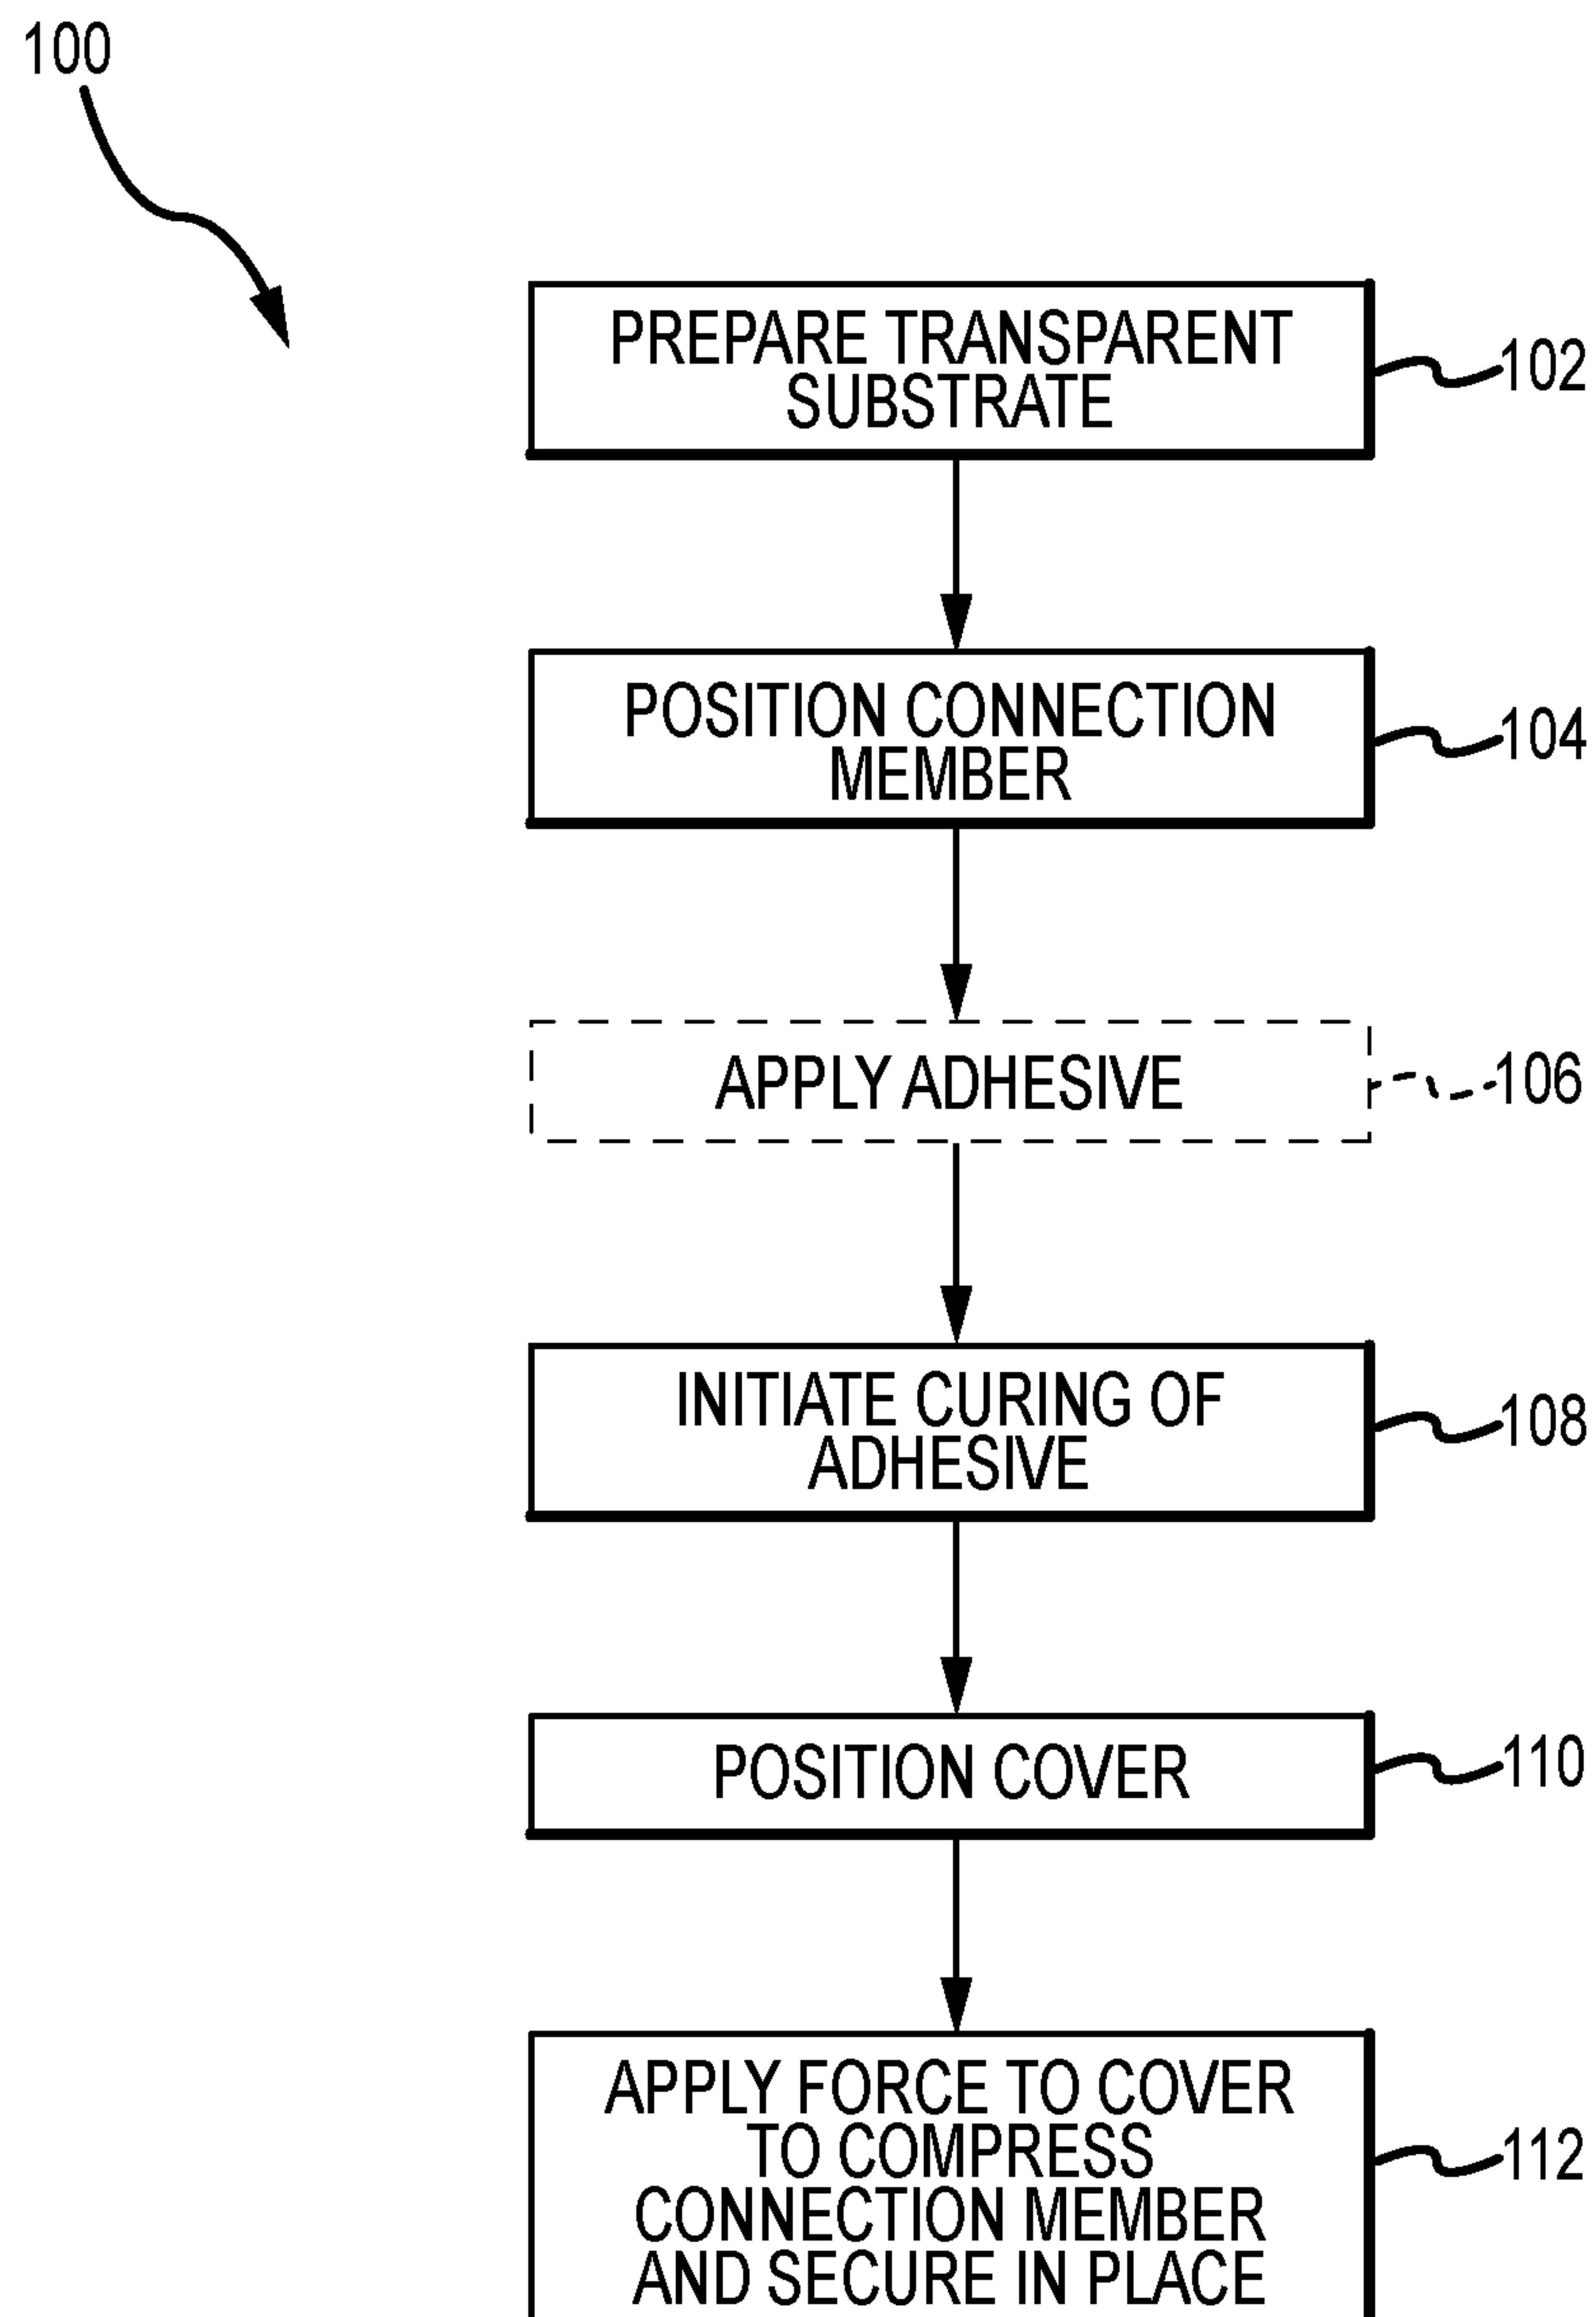 100
PREPARE TRANSPARENT
SUBSTRATE
102
POSITION CONNECTION
MEMBER
104
APPLY ADHESIVE
106
INITIATE CURING OF
ADHESIVE
108
POSITION COVER
110
APPLY FORCE TO COVER
TO COMPRESS
CONNECTION MEMBER
AND SECURE IN PLACE
112